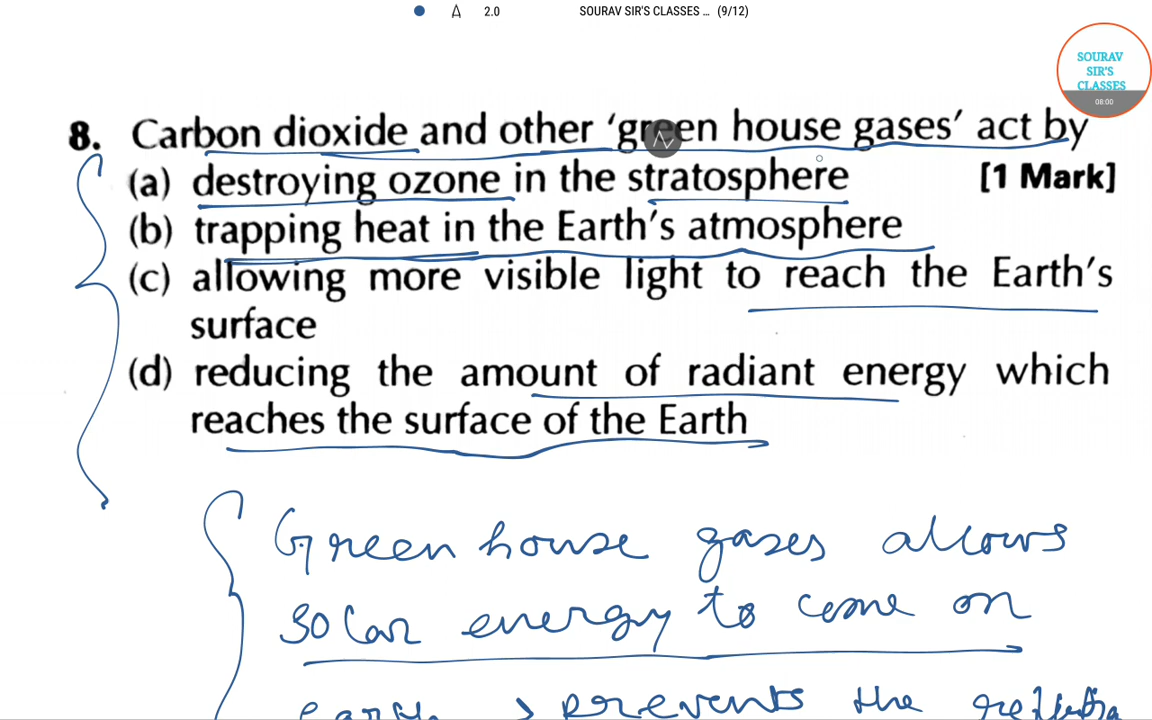 2.0 SOURAV SIR'S CLASSES ... (9/12)
SOURAV
SIR'S
CLASSES
08:00
8. Carbon dioxide and other 'green house gases' act by
(a) destroying ozone in the stratosphere [1 Mark]
(b) trapping heat in the Earth's atmosphere
(c) allowing more visible light to reach the Earth's
surface
(d) reducing the amount of radiant energy which
reaches the surface of the Earth
Green house gases allows
solar energy to come on
earth, prevents the